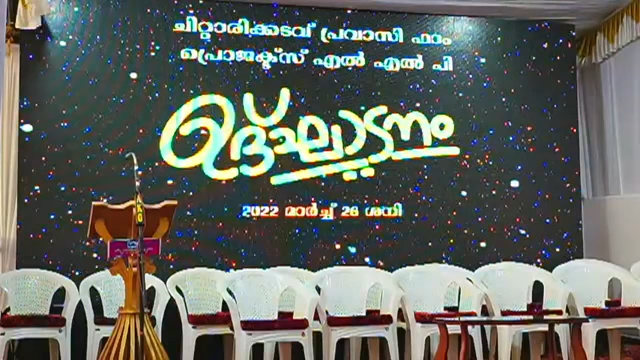 ചിറ്റാരിക്കടവ് പ്രവാസി ഫാം
പ്രൊജക്ട്സ് എൽ എൽ പി
ഉദ്ഘാടനം
2022 മാർച്ച് 26 ശനി